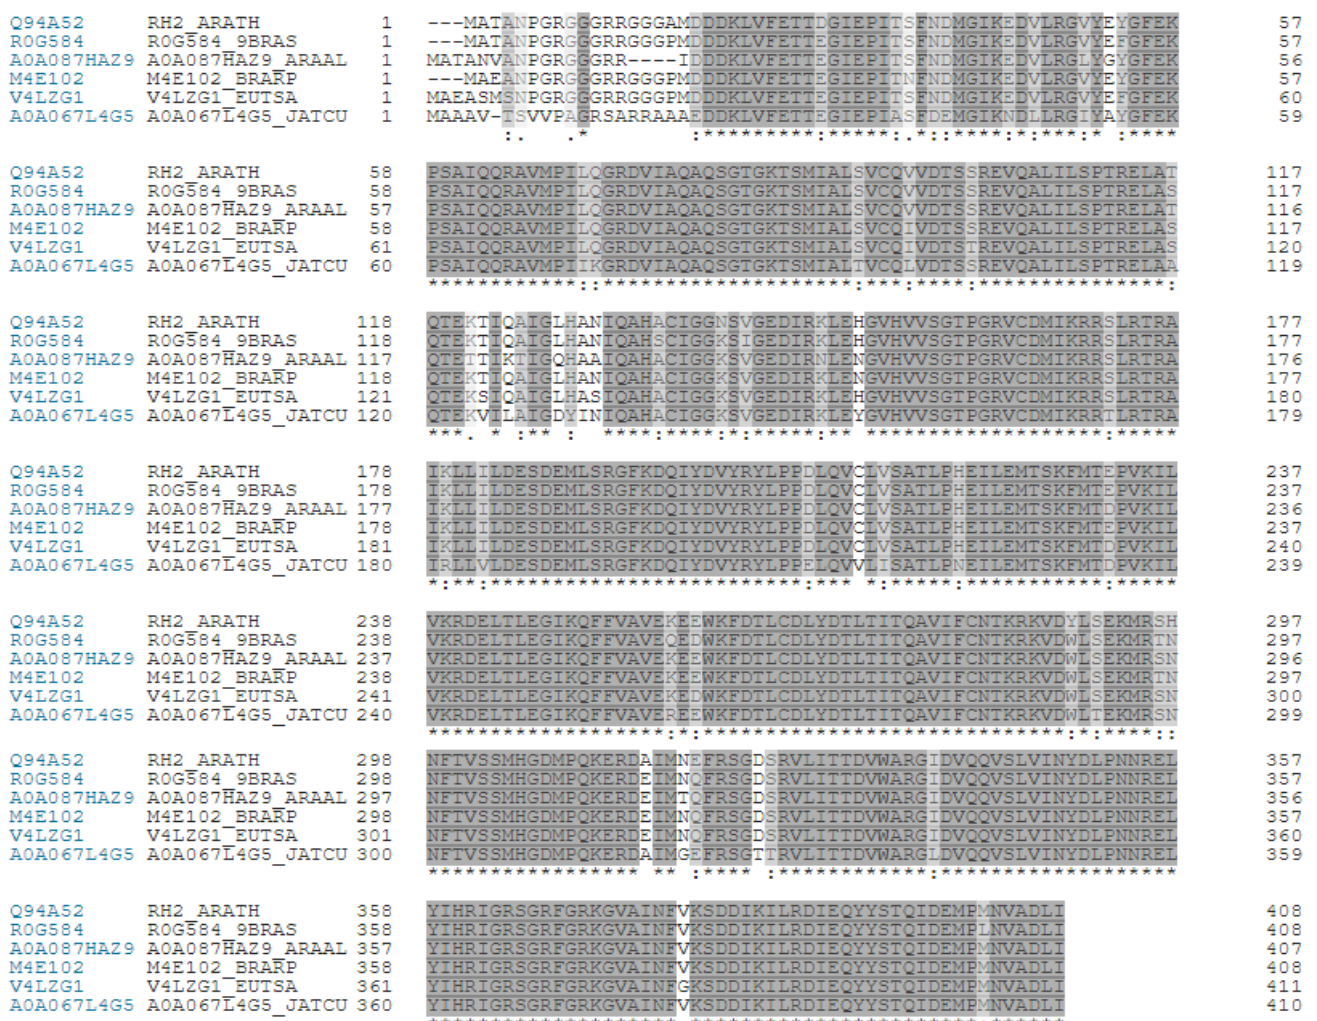 Q94A52 RH2_ARATH 1 ---MATANPGRGGGRRGGGAMDDDKLVFETTDGIEPITSFNDMGIKEDVLRGVYEYGFEK 57
R0G584 R0G584_9BRAS 1 ---MATANPGRGGGRRGGGPMDDDKLVFETTEGIEPITSFNDMGIKEDVLRGVYEFGFEK 57
A0A087HAZ9 A0A087HAZ9_ARAAL 1 MATANVANPGRGGGRR----IDDDKLVFETTEGIEPITSFNDMGIKEDVLRGLYGYGFEK 56
M4E102 M4E102_BRARP 1 ---MAEANPGRGGGRRGGGPMDDDKLVFETTEGIEPITNFNDMGIKEDVLRGVYEFGFEK 57
V4LZG1 V4LZG1_EUTSA 1 MAEASMSNPGRGGGRRGGGPMDDDKLVFETTEGIEPITSFNDMGIKEDVLRGVYEFGFEK 60
A0A067L4G5 A0A067L4G5_JATCU 1 MAAAV-TSVVPAGRSARRAAAEDDKLVFETTEGIEPIASFDEMGIKNDLLRGIYAYGFEK 59
:. .* :*********:*****:.*::****:*:***:* :****
Q94A52 RH2_ARATH 58 PSAIQQRAVMPILQGRDVIAQAQSGTGKTSMIALSVCQVVDTSSREVQALILSPTRELAT 117
R0G584 R0G584_9BRAS 58 PSAIQQRAVMPILQGRDVIAQAQSGTGKTSMIALSVCQVVDTSSREVQALILSPTRELAS 117
A0A087HAZ9 A0A087HAZ9_ARAAL 57 PSAIQQRAVMPILQGRDVIAQAQSGTGKTSMIALSVCQVVDTSSREVQALILSPTRELAT 116
M4E102 M4E102_BRARP 58 PSAIQQRAVMPILQGRDVIAQAQSGTGKTSMIALSVCQIVDTSSREVQALILSPTRELAS 117
V4LZG1 V4LZG1_EUTSA 61 PSAIQQRAVMPILQGRDVIAQAQSGTGKTSMIALSVCQIVDTSTREVQALILSPTRELAS 120
A0A067L4G5 A0A067L4G5_JATCU 60 PSAIQQRAVMPILKGRDVIAQAQSGTGKTSMIALTVCQLVDTSSREVQALILSPTRELAA 119
************::********************:***:****:***************:
Q94A52 RH2_ARATH 118 QTEKTIQAIGLHANIQAHACIGGNSVGEDIRKLEHGVHVVSGTPGRVCDMIKRRSLRTRA 177
R0G584 R0G584_9BRAS 118 QTEKTIQAIGLHANIQAHSCIGGKSIGEDIRKLEHGVHVVSGTPGRVCDMIKRRSLRTRA 177
A0A087HAZ9 A0A087HAZ9_ARAAL 117 QTETTIKTIGQHAAIQAHACIGGKSVGEDIRNLENGVHVVSGTPGRVCDMIKRRSLRTRA 176
M4E102 M4E102_BRARP 118 QTEKTIQAIGLHANIQAHACIGGKSVGEDIRKLENGVHVVSGTPGRVCDMIKRRSLRTRA 177
V4LZG1 V4LZG1_EUTSA 121 QTEKSIQAIGLHASIQAHACIGGKSVGEDIRKLEHGVHVVSGTPGRVCDMIKRRSLRTRA 180
A0A067L4G5 A0A067L4G5_JATCU 120 QTEKVILAIGDYINIQAHACIGGKSVGEDIRKLEYGVHVVSGTPGRVCDMIKRRTLRTRA 179
***. * :** : ****:****:*:*****:** *******************:*****
Q94A52 RH2_ARATH 178 IKLLILDESDEMLSRGFKDQIYDVYRYLPPDLQVCLVSATLPHEILEMTSKFMTEPVKIL 237
R0G584 R0G584_9BRAS 178 IKLLILDESDEMLSRGFKDQIYDVYRYLPPDLQVCLVSATLPHEILEMTSKFMTEPVKIL 237
A0A087HAZ9 A0A087HAZ9_ARAAL 177 IKLLILDESDEMLSRGFKDQIYDVYRYLPPDLQVCLVSATLPHEILEMTSKFMTDPVKIL 236
M4E102 M4E102_BRARP 178 IKLLILDESDEMLSRGFKDQIYDVYRYLPPDLQVCLVSATLPHEILEMTSKFMTEPVKIL 237
V4LZG1 V4LZG1_EUTSA 181 IKLLILDESDEMLSRGFKDQIYDVYRYLPPDLQVCLVSATLPHEILEMTSKFMTDPVKIL 240
A0A067L4G5 A0A067L4G5_JATCU 180 IRLLVLDESDEMLSRGFKDQIYDVYRYLPPELQVVLISATLPNEILEMTSKFMTDPVKIL 239
*:**:*************************:*** *:*****:***********:*****
Q94A52 RH2_ARATH 238 VKRDELTLEGIKQFFVAVEKEEWKFDTLCDLYDTLTITQAVIFCNTKRKVDYLSEKMRSH 297
R0G584 R0G584_9BRAS 238 VKRDELTLEGIKQFFVAVEQEDWKFDTLCDLYDTLTITQAVIFCNTKRKVDWLSEKMRTN 297
A0A087HAZ9 A0A087HAZ9_ARAAL 237 VKRDELTLEGIKQFFVAVEKEEWKFDTLCDLYDTLTITQAVIFCNTKRKVDWLSEKMRSN 296
M4E102 M4E102_BRARP 238 VKRDELTLEGIKQFFVAVEKEEWKFDTLCDLYDTLTITQAVIFCNTKRKVDWLSEKMRTN 297
V4LZG1 V4LZG1_EUTSA 241 VKRDELTLEGIKQFFVAVEKEEWKFDTLCDLYDTLTITQAVIFCNTKRKVDWLSEKMRSN 300
A0A067L4G5 A0A067L4G5_JATCU 240 VKRDELTLEGIKQFFVAVEREEWKFDTLCDLYDTLTITQAVIFCNTKRKVDWLTEKMRSN 299
*******************:*:*****************************:*:****::
Q94A52 RH2_ARATH 298 NFTVSSMHGDMPQKERDAIMNEFRSGDSRVLITTDVWARGIDVQQVSLVINYDLPNNREL 357
R0G584 R0G584_9BRAS 298 NFTVSSMHGDMPQKERDEIMNQFRSGDSRVLITTDVWARGIDVQQVSLVINYDLPNNREL 357
A0A087HAZ9 A0A087HAZ9_ARAAL 297 NFTVSSMHGDMPQKERDEIMTQFRSGDSRVLITTDVWARGIDVQQVSLVINYDLPNNREL 356
M4E102 M4E102_BRARP 298 NFTVSSMHGDMPQKERDEIMNQFRSGDSRVLITTDVWARGIDVQQVSLVINYDLPNNREL 357
V4LZG1 V4LZG1_EUTSA 301 NFTVSSMHGDMPQKERDEIMNQFRSGDSRVLITTDVWARGIDVQQVSLVINYDLPNNREL 360
A0A067L4G5 A0A067L4G5_JATCU 300 NFTVSSMHGDMPQKERDAIMGEFRSGTTRVLITTDVWARGLDVQQVSLVINYDLPNNREL 359
***************** ** :**** :************:*******************
Q94A52 RH2_ARATH 358 YIHRIGRSGRFGRKGVAINFVKSDDIKILRDIEQYYSTQIDEMPMNVADLI 408
R0G584 R0G584_9BRAS 358 YIHRIGRSGRFGRKGVAINFVKSDDIKILRDIEQYYSTQIDEMPLNVADLI 408
A0A087HAZ9 A0A087HAZ9_ARAAL 357 YIHRIGRSGRFGRKGVAINFVKSDDIKILRDIEQYYSTQIDEMPMNVADLI 407
M4E102 M4E102_BRARP 358 YIHRIGRSGRFGRKGVAINFVKSDDIKILRDIEQYYSTQIDEMPMNVADLI 408
V4LZG1 V4LZG1_EUTSA 361 YIHRIGRSGRFGRKGVAINFGKSDDIKILRDIEQYYSTQIDEMPMNVADLI 411
A0A067L4G5 A0A067L4G5_JATCU 360 YIHRIGRSGRFGRKGVAINFVKSDDIKILRDIEQYYSTQIDEMPMNVADLI 410